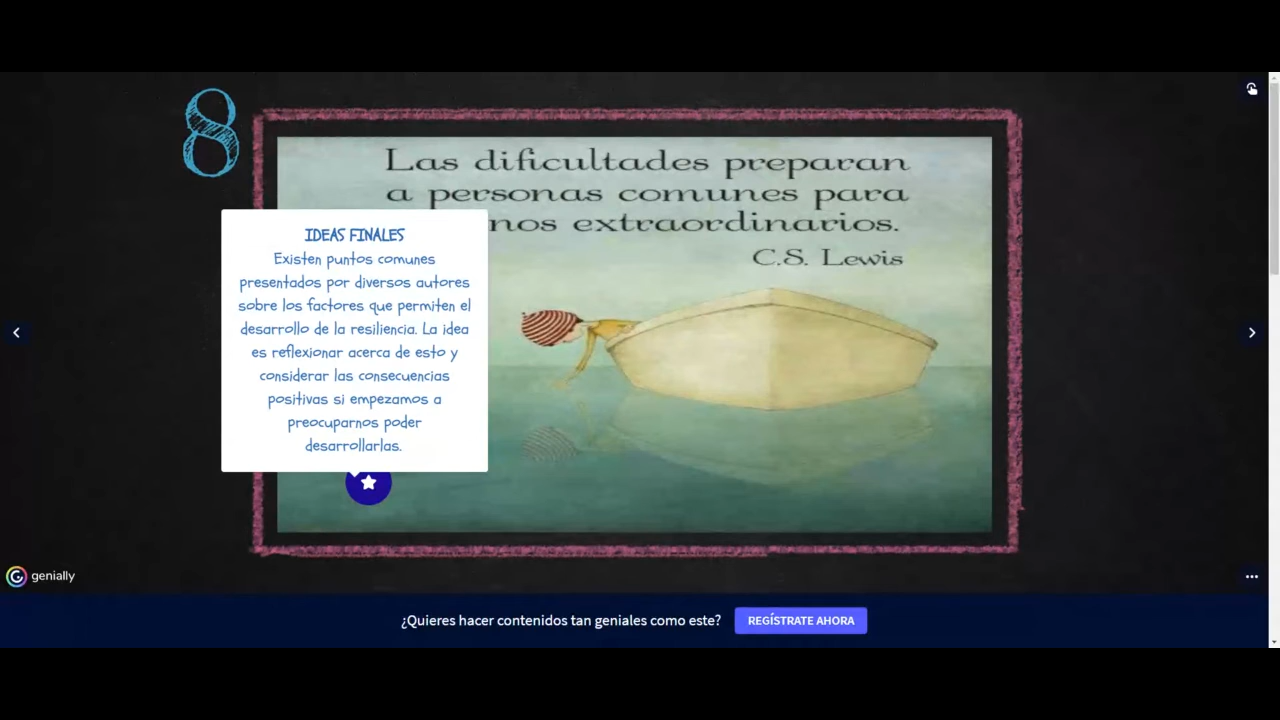 8
Las dificultades preparan
a personas comunes para
nos extraordinarios.
C.S. Lewis
IDEAS FINALES
Existen puntos comunes
presentados por diversos autores
sobre los factores que permiten el
desarrollo de la resiliencia. La idea
es reflexionar acerca de esto y
considerar las consecuencias
positivas si empezamos a
preocuparnos poder
desarrollarlas.
genially
¿Quieres hacer contenidos tan geniales como este?
REGÍSTRATE AHORA